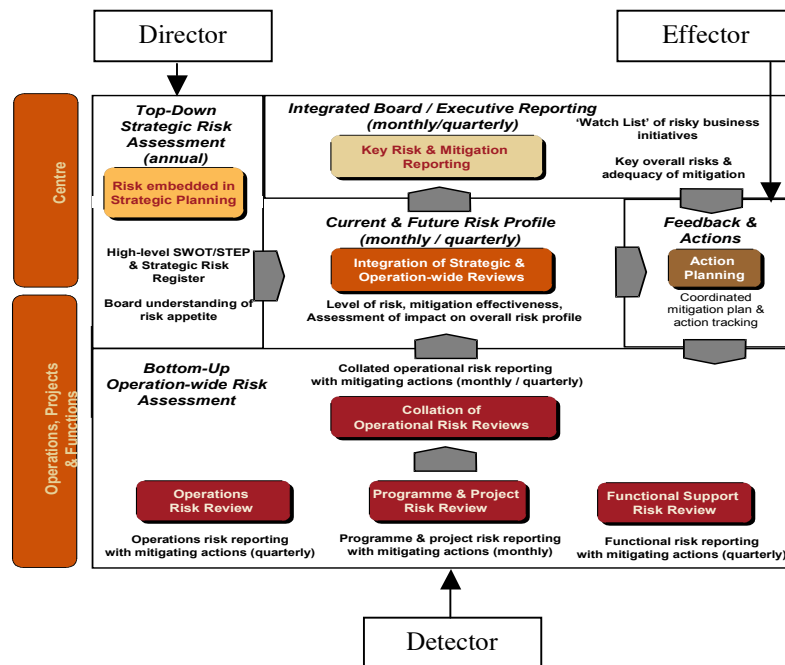 Director
Effector
Centre
Operations, Projects
& Functions
Top-Down
Strategic Risk
Assessment
(annual)
Risk embedded in
Strategic Planning
High-level SWOT/STEP
& Strategic Risk
Register
Board understanding of
risk appetite
Integrated Board / Executive Reporting
(monthly/quarterly)
Key Risk & Mitigation
Reporting
‘Watch List’ of risky business
initiatives
Key overall risks &
adequacy of mitigation
Current & Future Risk Profile
(monthly / quarterly)
Integration of Strategic &
Operation-wide Reviews
Level of risk, mitigation effectiveness,
Assessment of impact on overall risk profile
Feedback &
Actions
Action
Planning
Coordinated
mitigation plan &
action tracking
Bottom-Up
Operation-wide Risk
Assessment
Collated operational risk reporting
with mitigating actions (monthly / quarterly)
Collation of
Operational Risk Reviews
Operations
Risk Review
Operations risk reporting
with mitigating actions (quarterly)
Programme & Project
Risk Review
Programme & project risk reporting
with mitigating actions (monthly)
Functional Support
Risk Review
Functional risk reporting
with mitigating actions (quarterly)
Detector